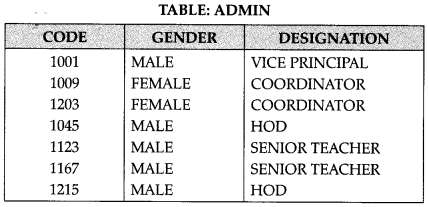 TABLE: ADMIN
CODE GENDER DESIGNATION
1001 MALE VICE PRINCIPAL
1009 FEMALE COORDINATOR
1203 FEMALE COORDINATOR
1045 MALE HOD
1123 MALE SENIOR TEACHER
1167 MALE SENIOR TEACHER
1215 MALE HOD